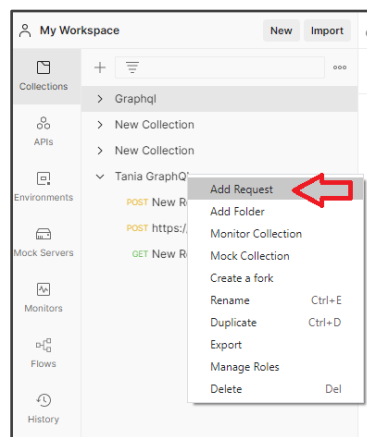 My Workspace
New
Import
Collections
Graphql
New Collection
APIs
New Collection
Tania GraphQl
Add Request
Environments
POST New R
Add Folder
POST https:/
Monitor Collection
Mock Servers
GET New R
Mock Collection
Create a fork
Monitors
Rename Ctrl+E
Duplicate Ctrl+D
Flows
Export
Manage Roles
Delete Del
History